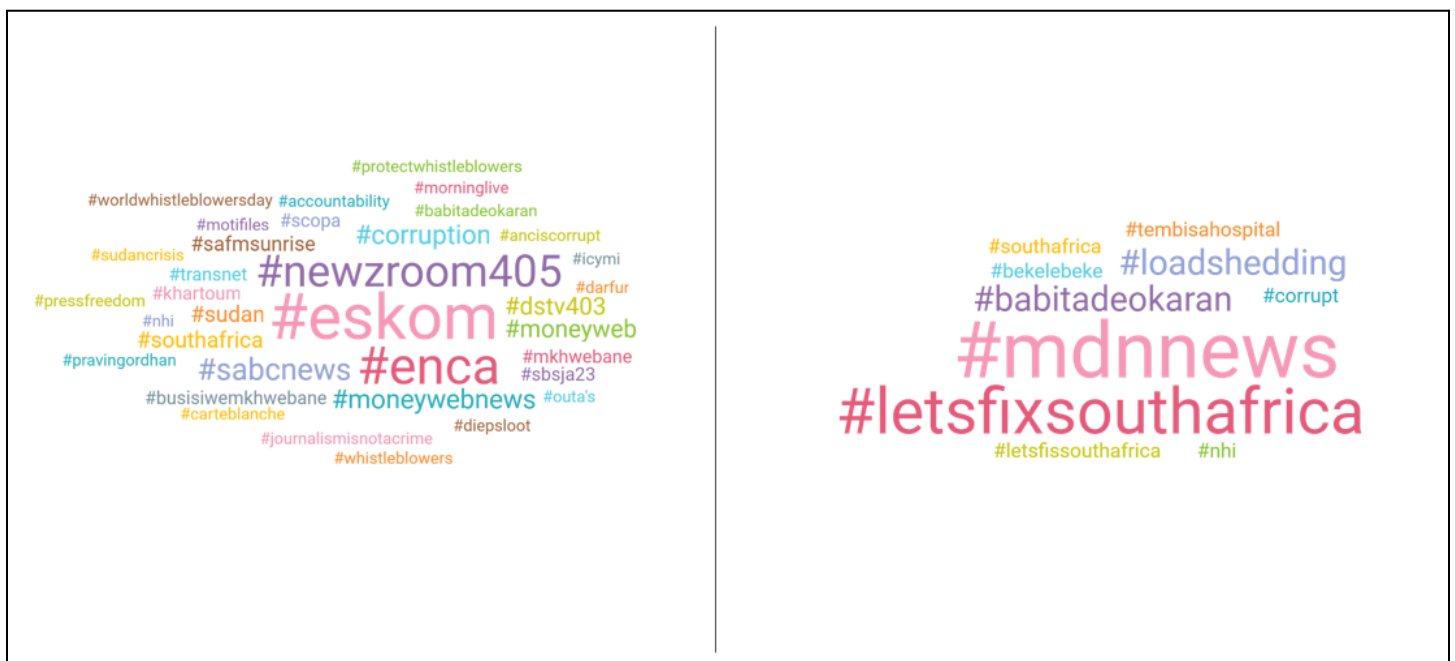 #protectwhistleblowers
#morninglive
#worldwhistleblowersday #accountability
#babitadeokaran
#motifiles #scopa
#corruption #anciscorrupt
#safmsunrise
#sudancrisis
#newzroom405 #icymi
#transnet
#khartoum
#darfur
#pressfreedom
#sudan #eskom #dstv403
#nhi
#moneyweb
#southafrica
#pravingordhan
#sabcnews #enca #mkhwebane
#sbsja23
#busisiwemkhwebane #moneywebnews #outa's
#carteblanche
#diepsloot
#journalismisnotacrime
#whistleblowers
#tembisahospital
#southafrica
#bekelebeke #loadshedding
#babitadeokaran #corrupt
#mdnnews
#letsfixsouthafrica
#letsfissouthafrica #nhi